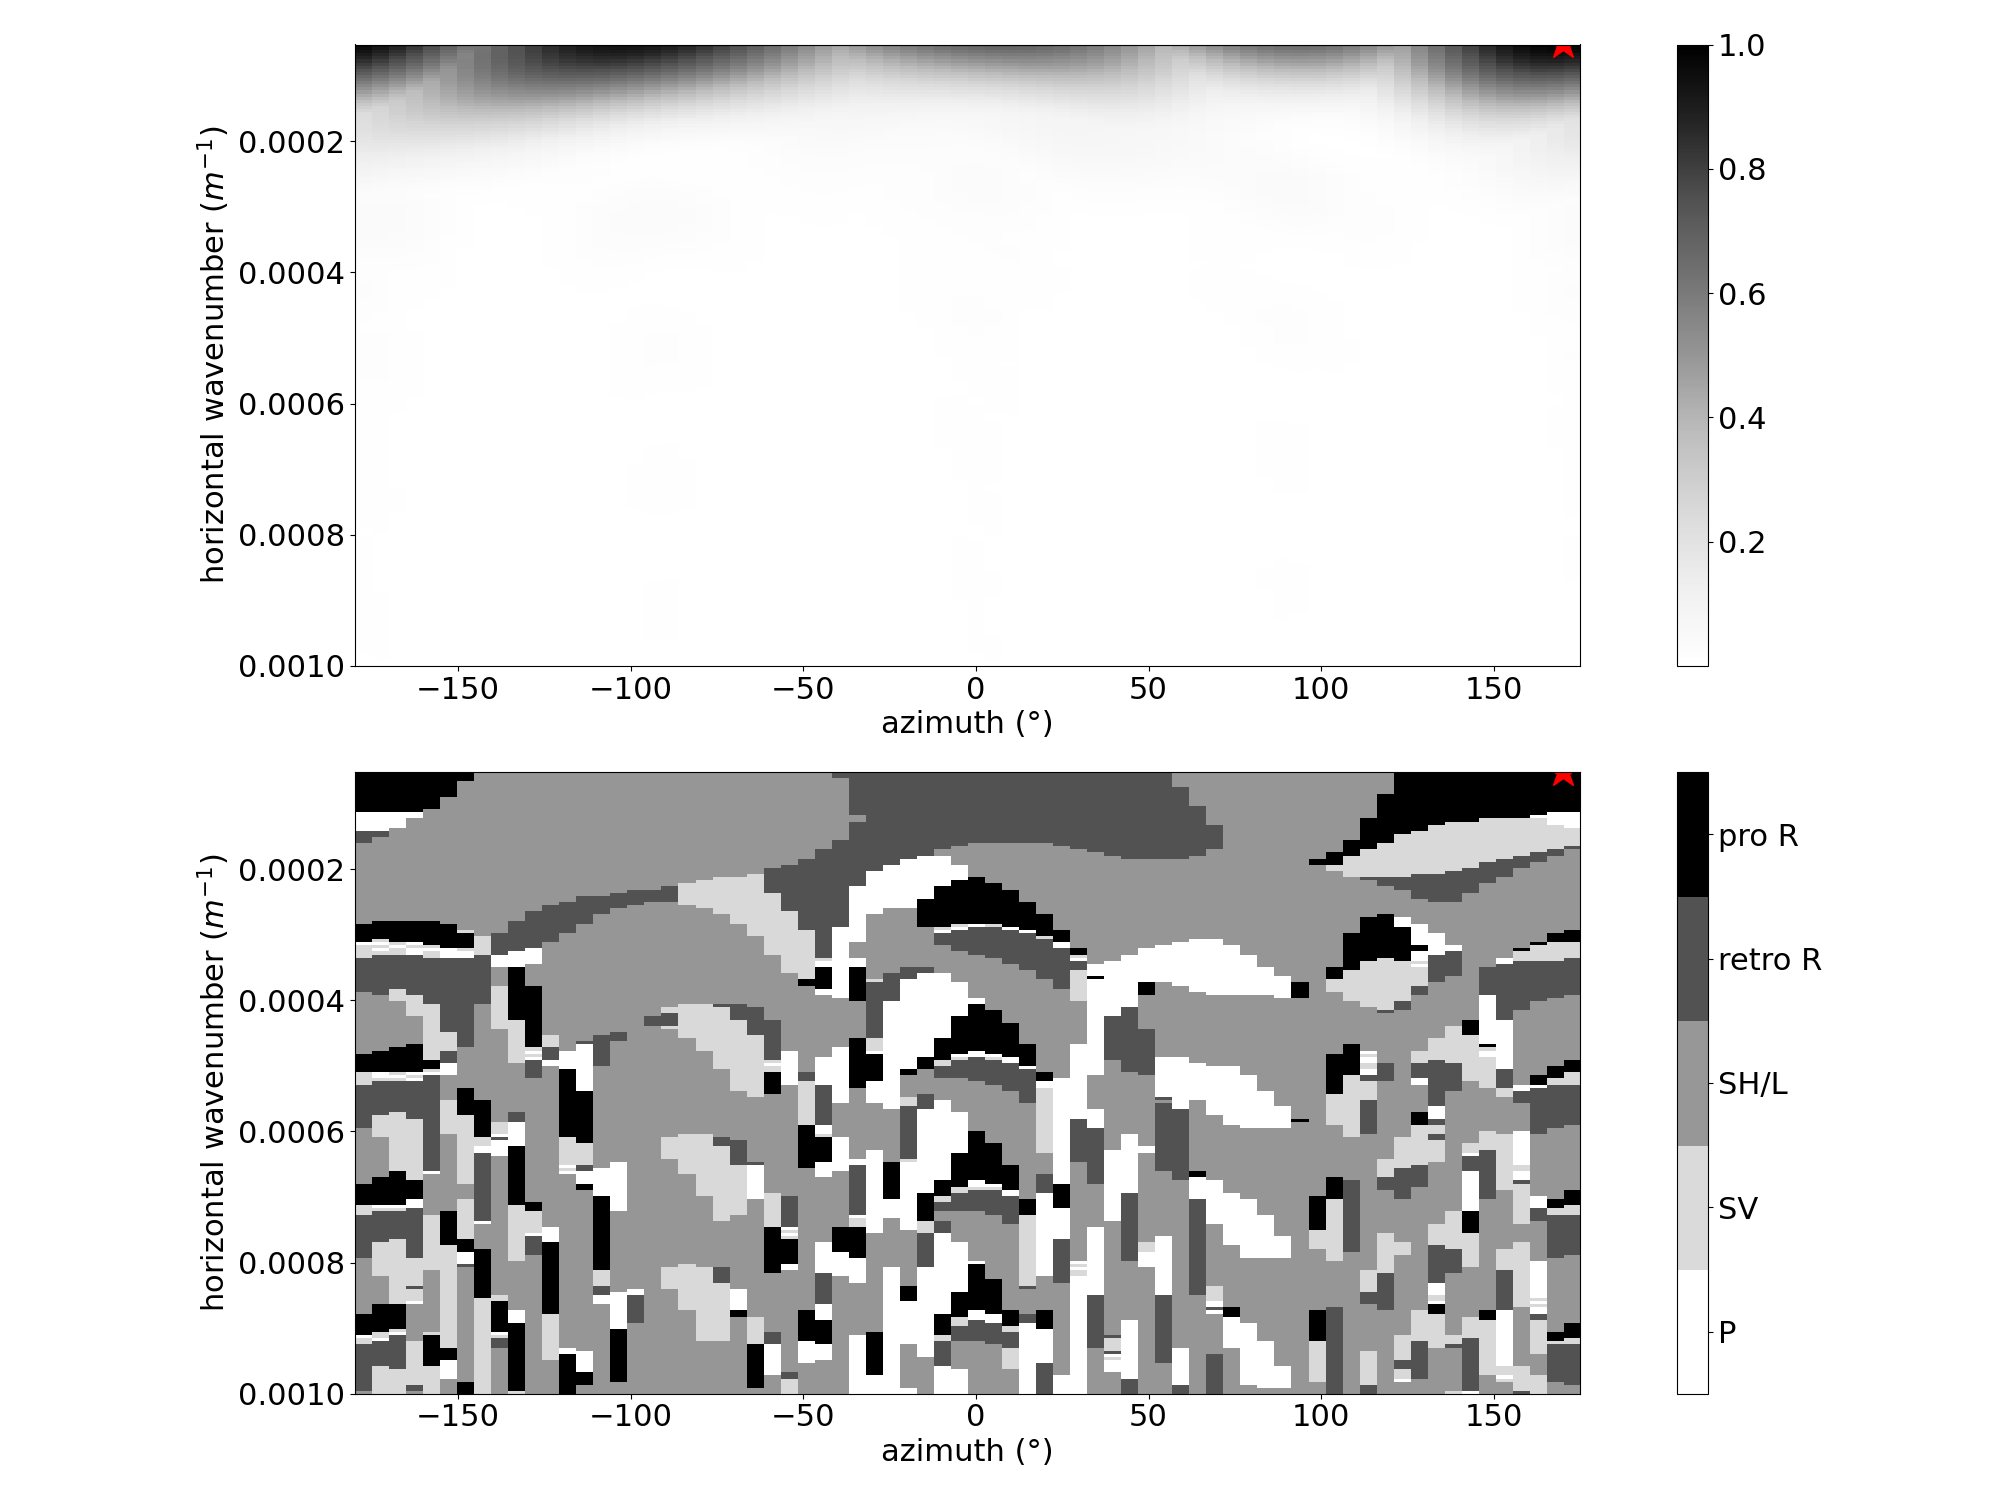 horizontal wavenumber (m⁻¹)
0.0002
0.0004
0.0006
0.0008
0.0010
−150 −100 −50 0 50 100 150
azimuth (°)
1.0
0.8
0.6
0.4
0.2
horizontal wavenumber (m⁻¹)
0.0002
0.0004
0.0006
0.0008
0.0010
−150 −100 −50 0 50 100 150
azimuth (°)
pro R
retro R
SH/L
SV
P